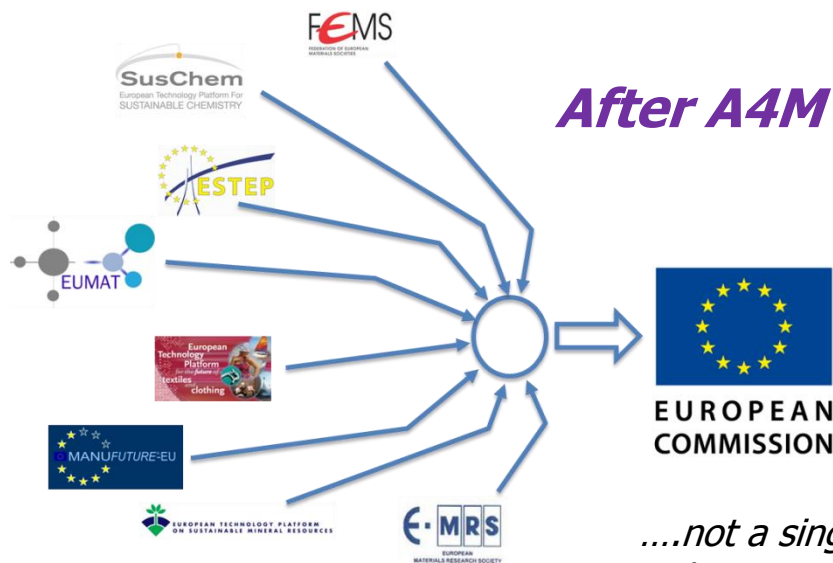 FEMS
FEDERATION OF EUROPEAN
MATERIALS SOCIETIES
SusChem
European Technology Platform For
SUSTAINABLE CHEMISTRY
After A4M
ESTEP
EUMAT
European
Technology
Platform
for the future of
textiles
and
clothing
MANUFUTURE-EU
EUROPEAN TECHNOLOGY PLATFORM
ON SUSTAINABLE MINERAL RESOURCES
E-MRS
EUROPEAN
MATERIALS RESEARCH SOCIETY
EUROPEAN
COMMISSION
....not a sing